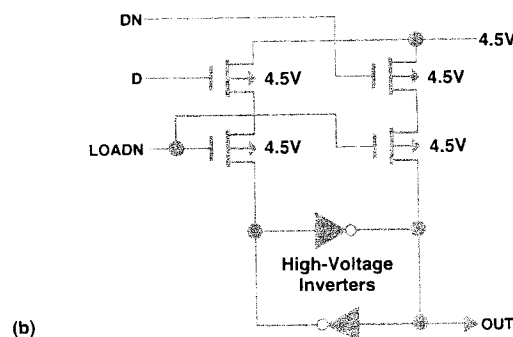 DN
4.5V
D
4.5V
4.5V
LOADN
4.5V
4.5V
High-Voltage
Inverters
(b)
OUT